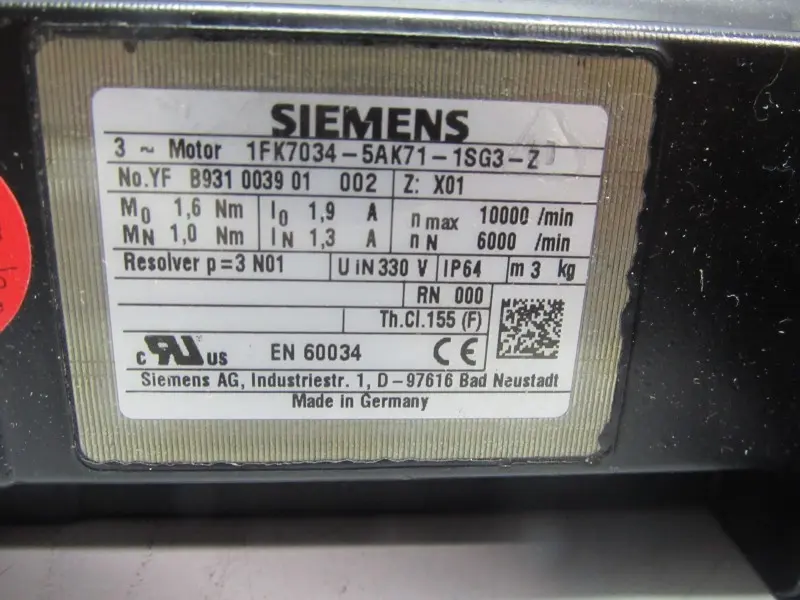 SIEMENS
3 ~ Motor 1FK7034-5AK71-1SG3-Z
No.YF B931 0039 01 002 Z: X01
M0 1,6 Nm I0 1,9 A n max 10000 /min
MN 1,0 Nm IN 1,3 A n N 6000 /min
Resolver p=3 N01 U iN 330 V IP64 m 3 kg
RN 000
Th.Cl.155 (F)
c RU US EN 60034 CE
Siemens AG, Industriestr. 1, D-97616 Bad Neustadt
Made in Germany